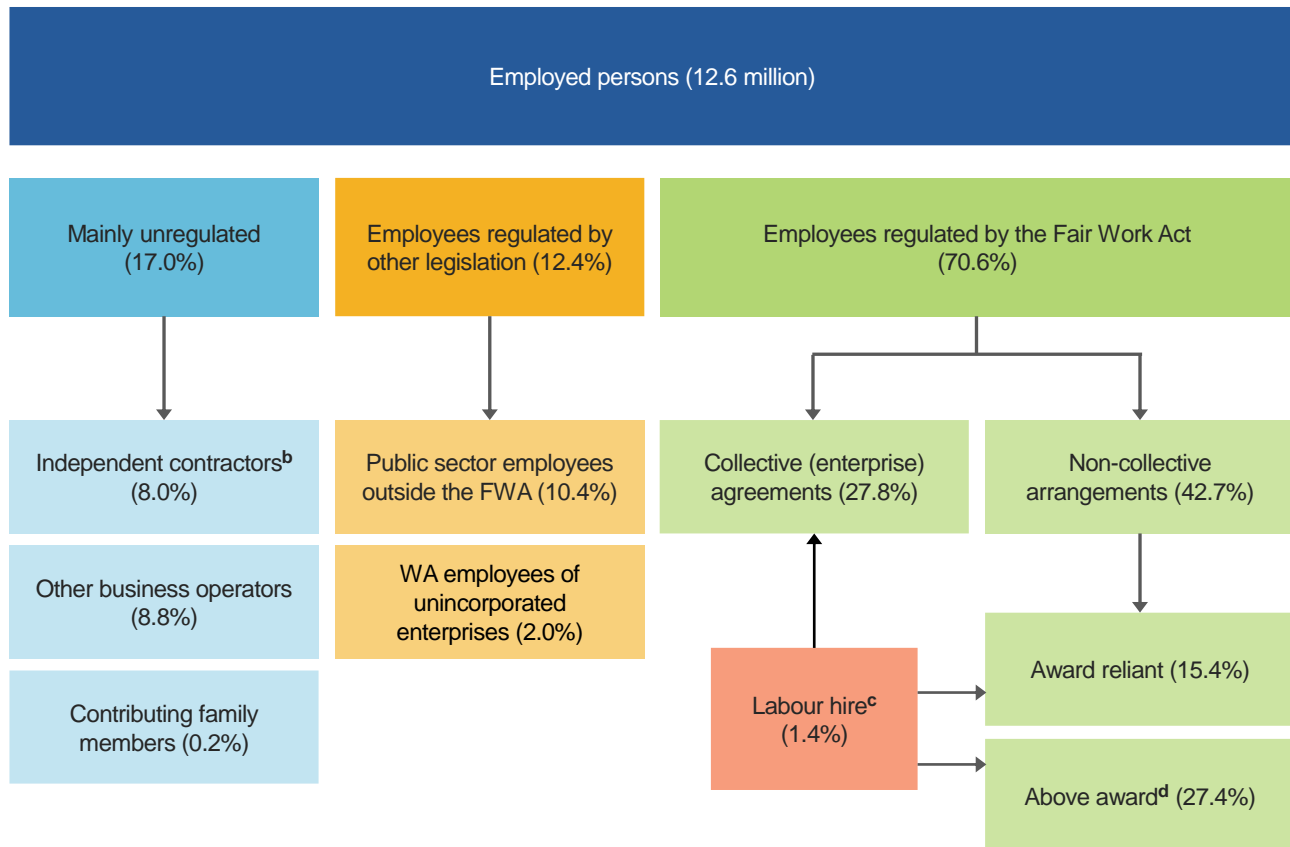 Employed persons (12.6 million)
Mainly unregulated
(17.0%)
Employees regulated by
other legislation (12.4%)
Employees regulated by the Fair Work Act
(70.6%)
Independent contractorsb
(8.0%)
Public sector employees
outside the FWA (10.4%)
Collective (enterprise)
agreements (27.8%)
Non-collective
arrangements (42.7%)
Other business operators
(8.8%)
WA employees of
unincorporated
enterprises (2.0%)
Contributing family
members (0.2%)
Labour hirec
(1.4%)
Award reliant (15.4%)
Above awardd (27.4%)